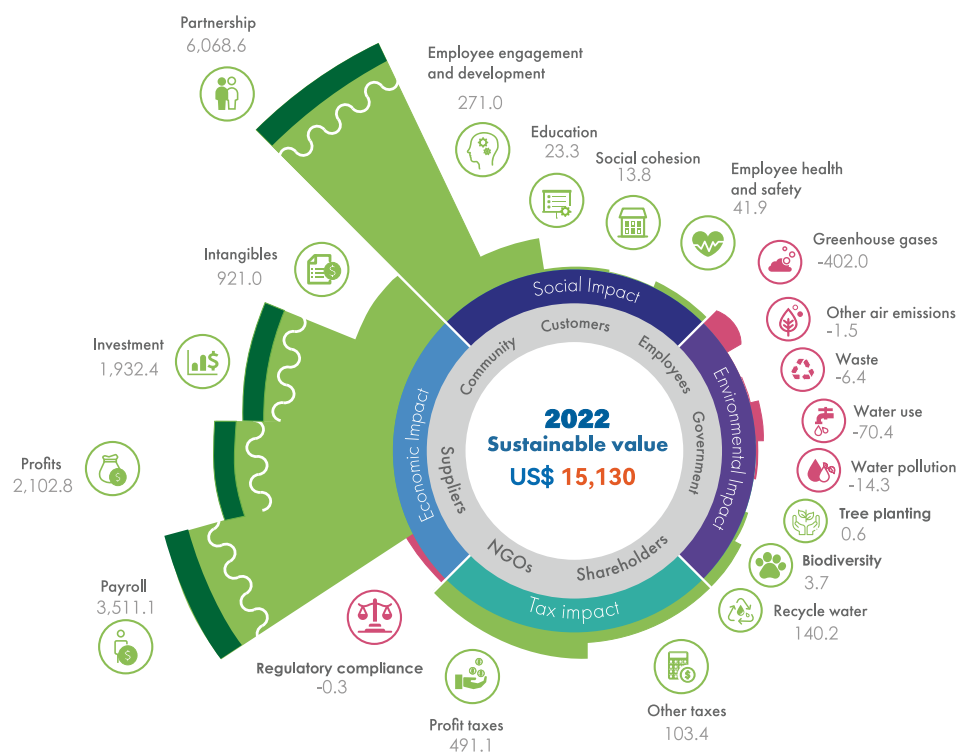 Partnership
6,068.6
Employee engagement
and development
271.0
Education
23.3
Social cohesion
13.8
Employee health
and safety
41.9
Greenhouse gases
-402.0
Other air emissions
-1.5
Waste
-6.4
Water use
-70.4
Water pollution
-14.3
Tree planting
0.6
Biodiversity
3.7
Recycle water
140.2
Other taxes
103.4
Profit taxes
491.1
Regulatory compliance
-0.3
Payroll
3,511.1
$
Profits
2,102.8
$
Investment
1,932.4
$
Intangibles
921.0
$
Social Impact
Environmental Impact
Tax impact
Economic Impact
Customers
Employees
Government
Shareholders
NGOs
Suppliers
Community
2022
Sustainable value
US$ 15,130
$